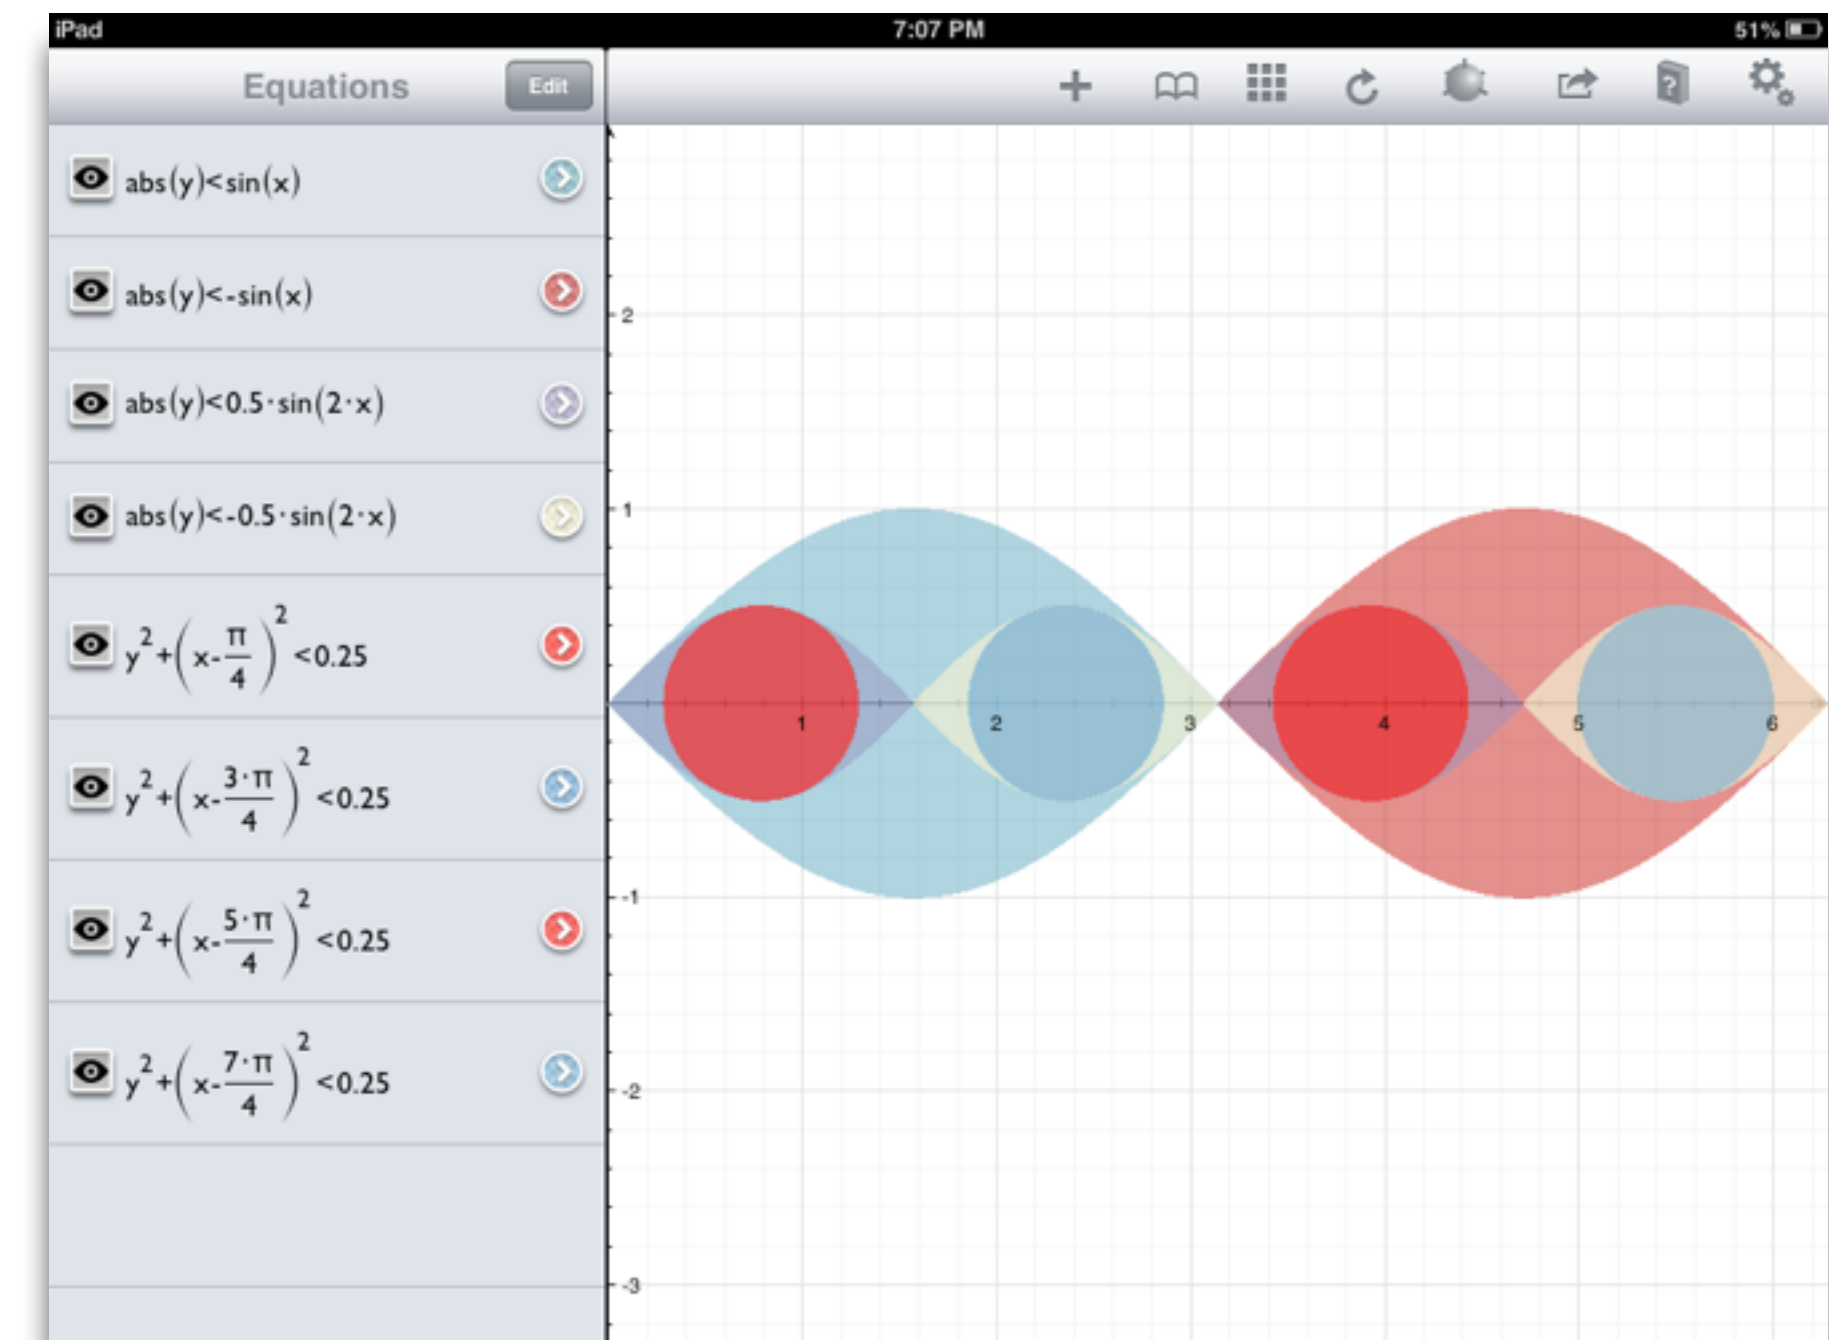 iPad 7:07 PM 51%
Equations Edit
abs(y)<sin(x)
abs(y)<-sin(x)
abs(y)<0.5·sin(2·x)
abs(y)<-0.5·sin(2·x)
y²+(x-π/4)²<0.25
y²+(x-3·π/4)²<0.25
y²+(x-5·π/4)²<0.25
y²+(x-7·π/4)²<0.25
2
1
1 2 3 4 5 6
-1
-2
-3
?